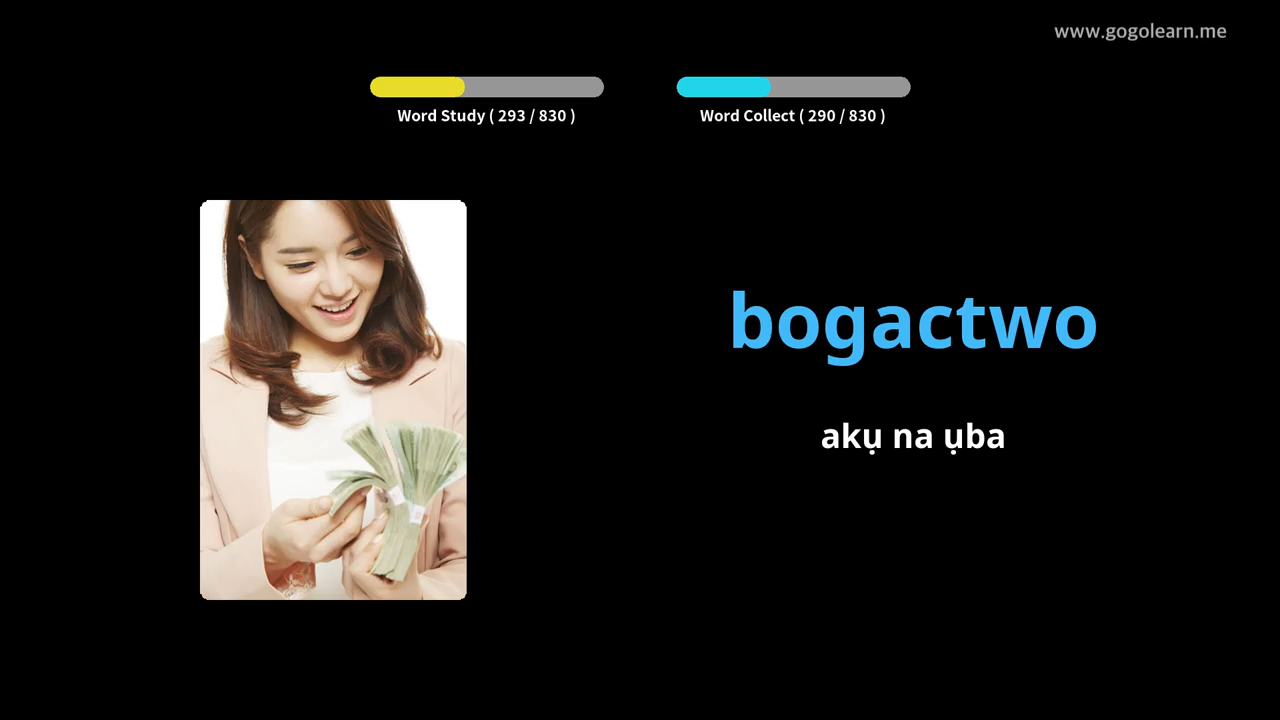 www.gogolearn.me
Word Study ( 293 / 830 )
Word Collect ( 290 / 830 )
bogactwo
akụ na ụba